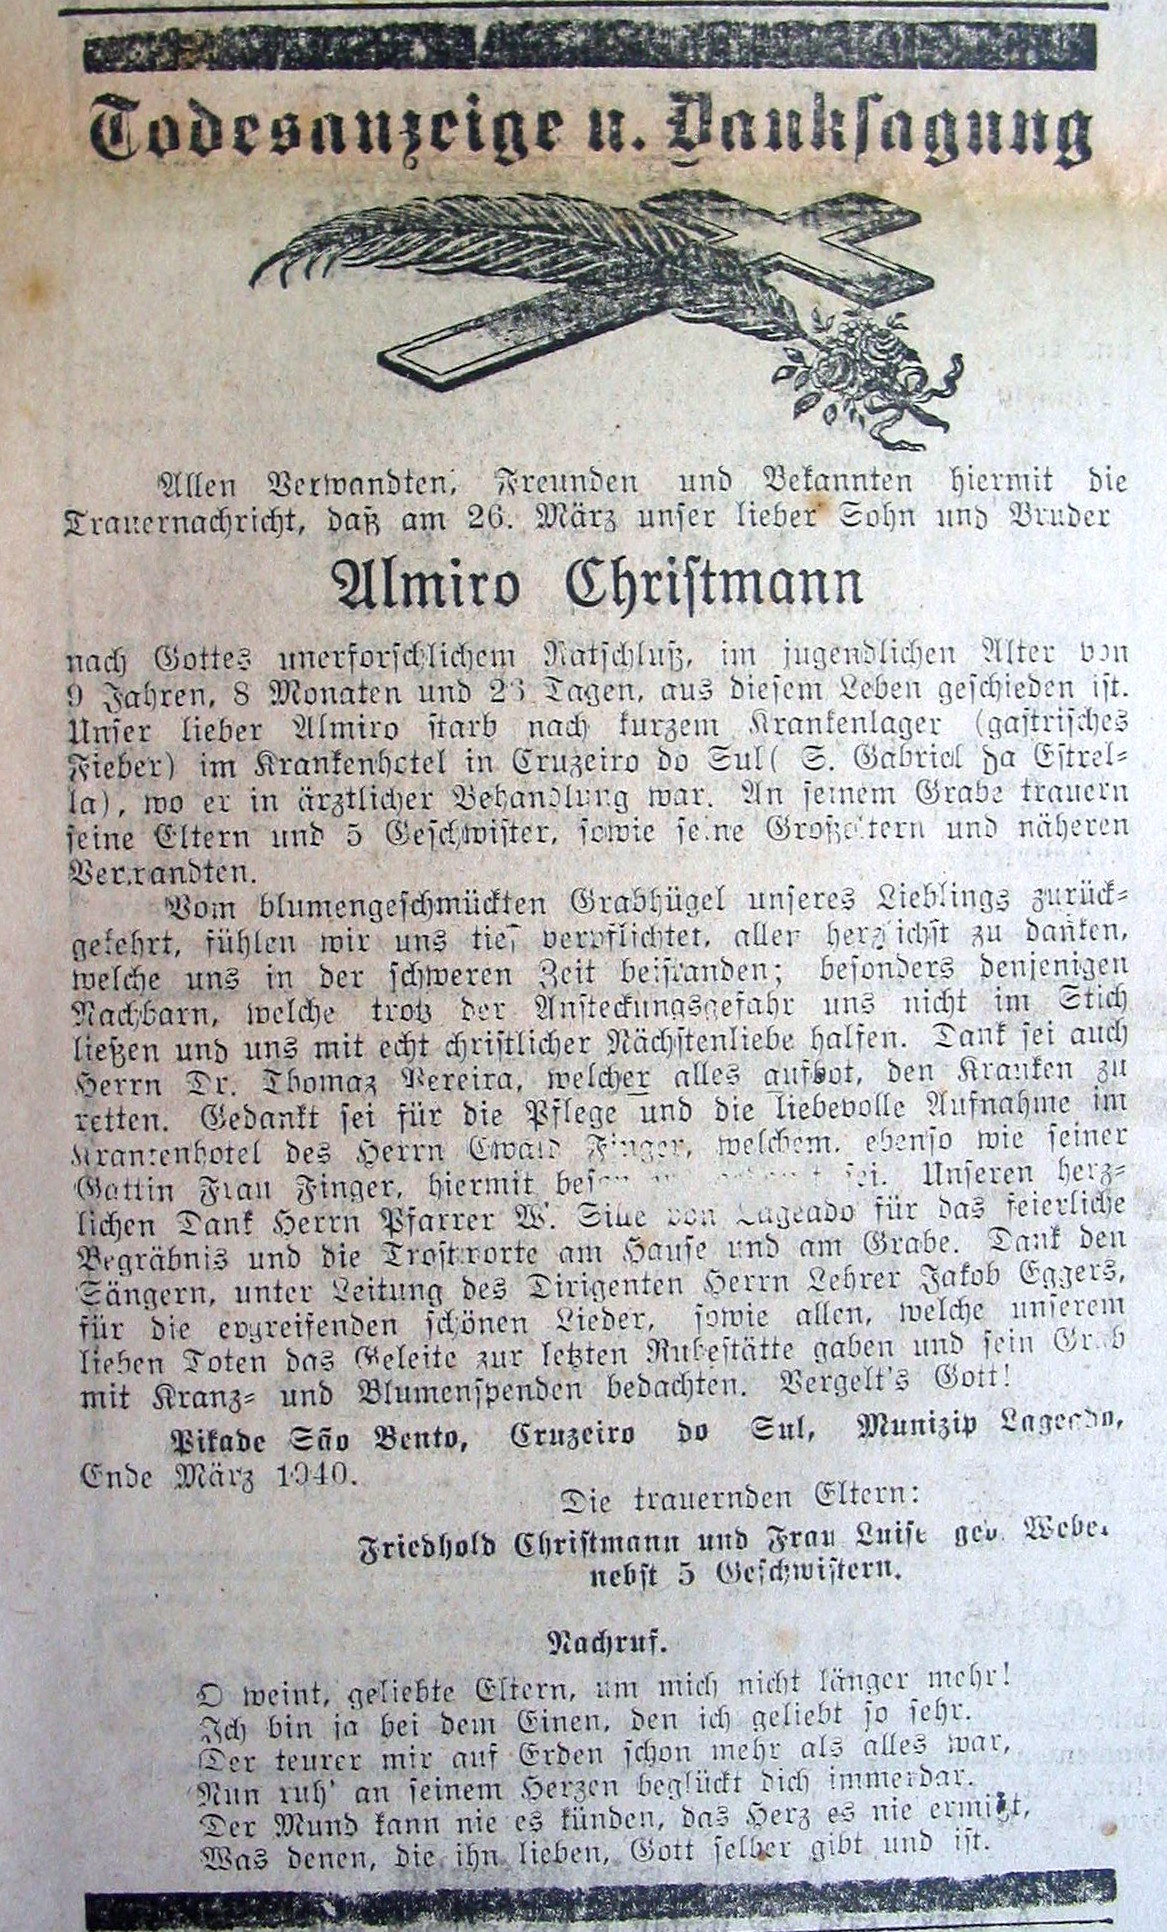 Todesanzeige u. Danksagung
Allen Verwandten, Freunden und Bekannten hiermit die
Trauernachricht, daß am 26. März unser lieber Sohn und Bruder
Almiro Christmann
nach Gottes unerforschlichem Ratschluß, im jugendlichen Alter von
9 Jahren, 8 Monaten und Tagen, aus diesem Leben geschieden ist.
Unser lieber Almiro starb nach kurzem Krankenlager (gastrisches
Fieber) im Krankenhotel in Cruzeiro do Sul( S. Gabriel da Estrel-
la), wo er in ärztlicher Behandlung war. An seinem Grabe trauern
seine Eltern und 5 Geschwister, sowie seine Großeltern und näheren
Verwandten.
Vom blumengeschmückten Grabhügel unseres Lieblings zurück-
gekehrt, fühlen wir uns tief verpflichtet, allen herzlichst zu danken,
welche uns in der schweren Zeit beistanden; besonders denjenigen
Nachbarn, welche trotz der Ansteckungsgefahr uns nicht im Stich
ließen und uns mit echt christlicher Nächstenliebe halfen. Dank sei auch
Herrn Dr. Thomaz Pereira, welcher alles aufbot, den Kranken zu
retten. Gedankt sei für die Pflege und die liebevolle Aufnahme im
Krankenhotel des Herrn Ewald Finger, welchem, ebenso wie seiner
Gattin Frau Finger, hiermit sei. Unseren herz-
lichen Dank Herrn Pfarrer W. von Lageado für das feierliche
Begräbnis und die Trostworte am Hause und am Grabe. Dank den
Sängern, unter Leitung des Dirigenten Herrn Lehrer Jakob Eggers,
für die ergreifenden schönen Lieder, sowie allen, welche unserem
lieben Toten das Geleite zur letzten Ruhestätte gaben und sein Grab
mit Kranz- und Blumenspenden bedachten. Vergelt's Gott!
Pikade São Bento, Cruzeiro do Sul, Munizip Lageado,
Ende März 1940.
Die trauernden Eltern:
Friedhold Christmann und Frau Luise geb. Weber
nebst 5 Geschwistern.
Nachruf.
O weint, geliebte Eltern, um mich nicht länger mehr!
Ich bin ja bei dem Einen, den ich geliebt so sehr.
Der teurer mir auf Erden schon mehr als alles war,
Nun ruh' an seinem Herzen beglückt dich immerdar.
Der Mund kann nie es künden, das Herz es nie ermißt,
Was denen, die ihn lieben, Gott selber gibt und ist.